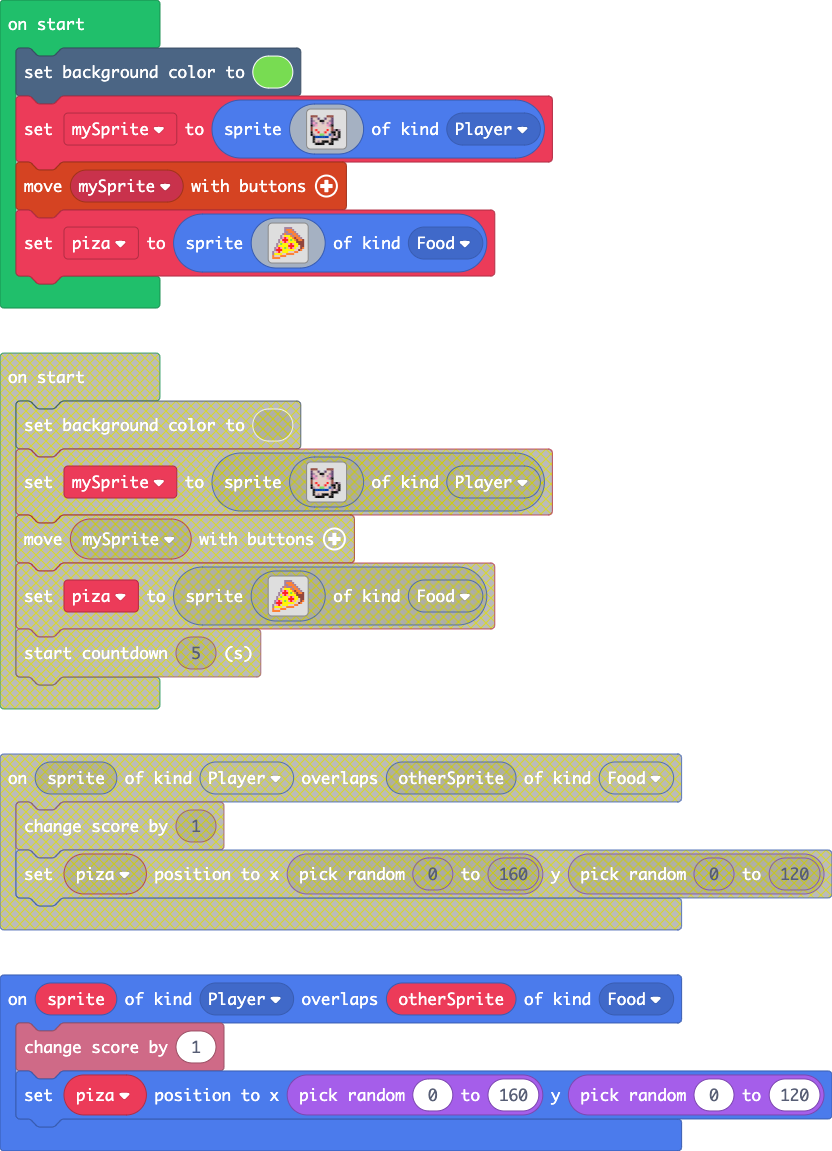 on start
set background color to
set mySprite to sprite of kind Player
move mySprite with buttons
set piza to sprite of kind Food
on start
set background color to
set mySprite to sprite of kind Player
move mySprite with buttons
set piza to sprite of kind Food
start countdown 5 (s)
on sprite of kind Player overlaps otherSprite of kind Food
change score by 1
set piza position to x pick random 0 to 160 y pick random 0 to 120
on sprite of kind Player overlaps otherSprite of kind Food
change score by 1
set piza position to x pick random 0 to 160 y pick random 0 to 120